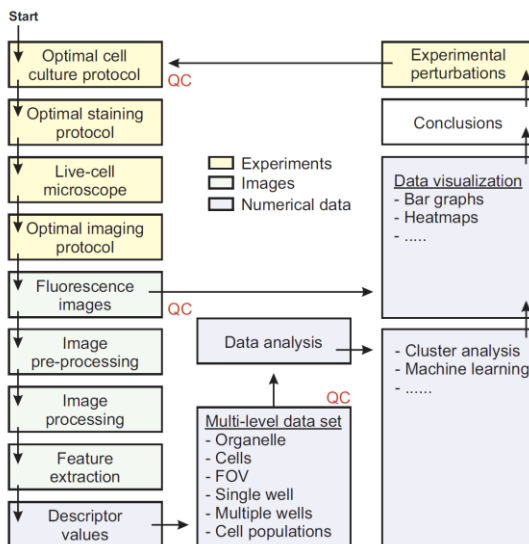 Start
Optimal cell
culture protocol
QC
Experimental
perturbations
Optimal staining
protocol
Conclusions
Live-cell
microscope
Experiments
Images
Numerical data
Data visualization
- Bar graphs
- Heatmaps
- .....
Optimal imaging
protocol
Fluorescence
images
QC
Image
pre-processing
Data analysis
- Cluster analysis
- Machine learning
- ......
Image
processing
QC
Multi-level data set
- Organelle
- Cells
- FOV
- Single well
- Multiple wells
- Cell populations
Feature
extraction
Descriptor
values